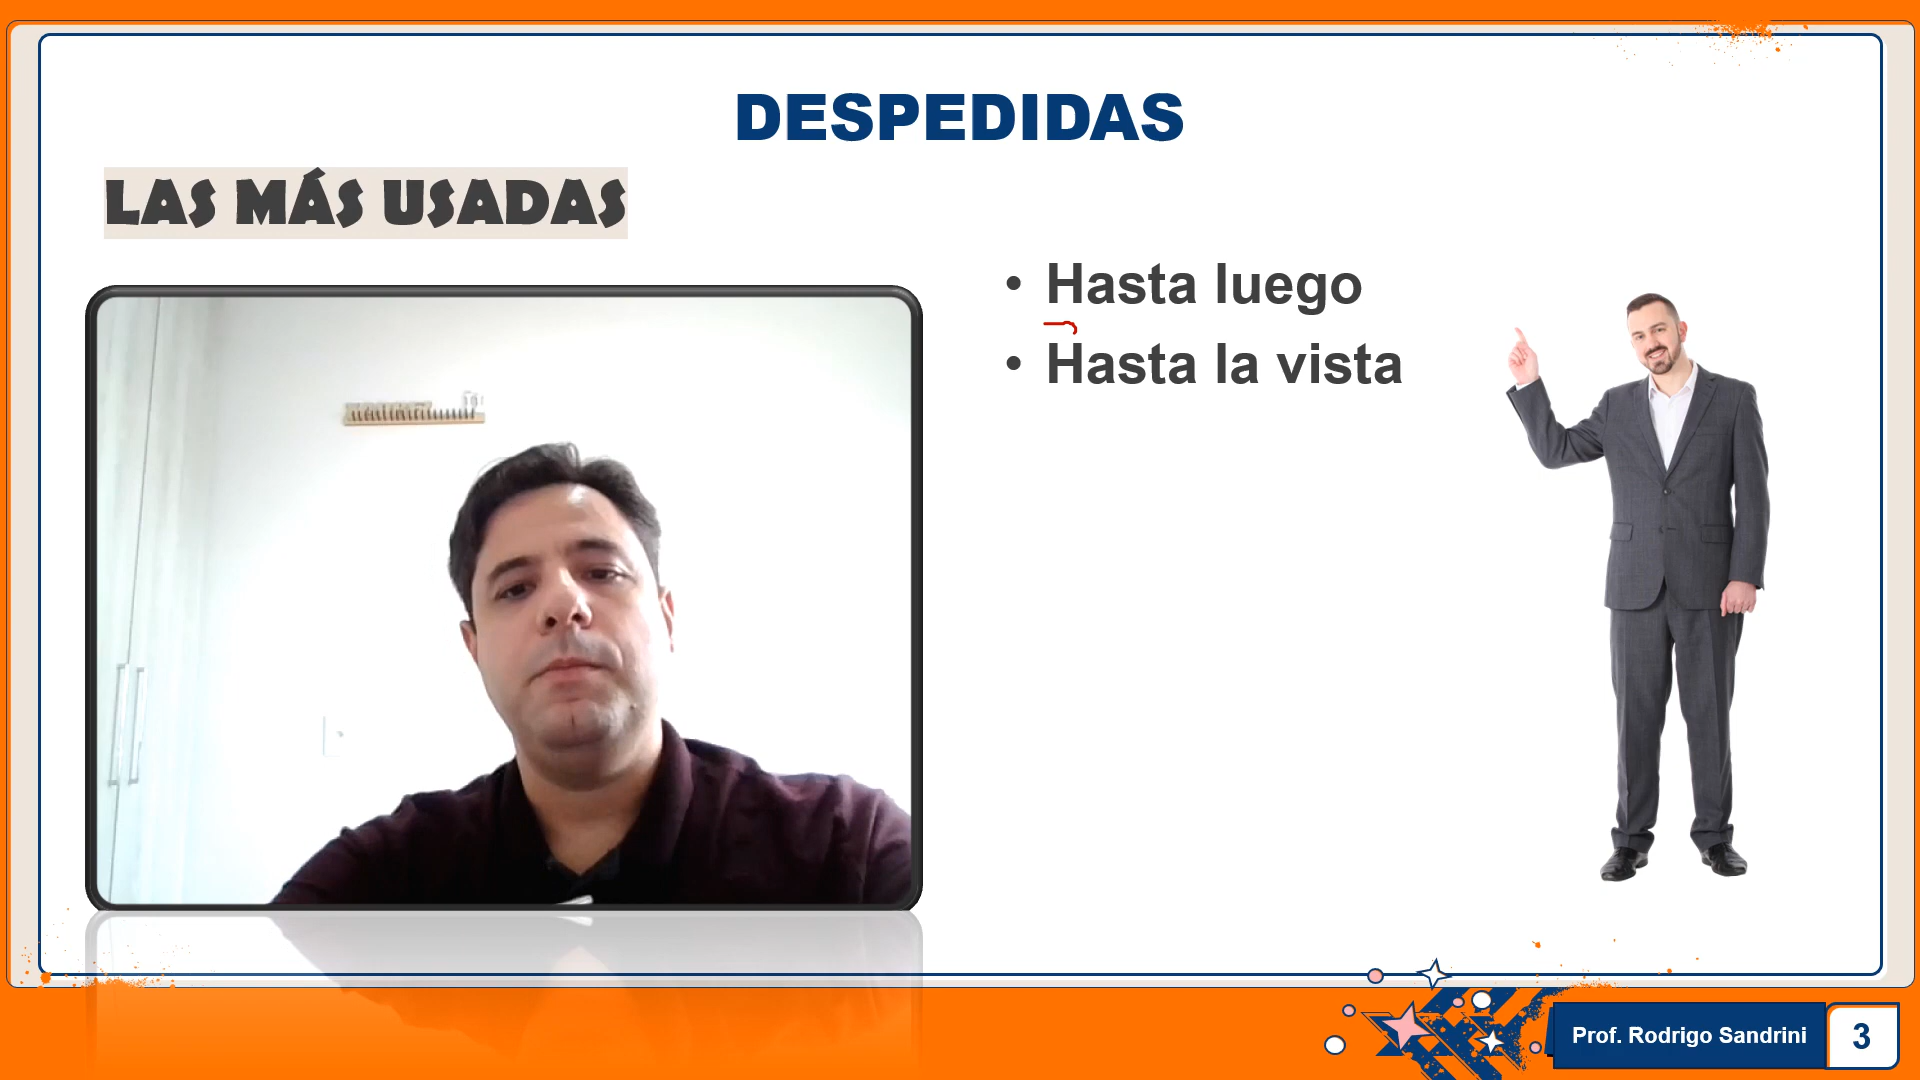 DESPEDIDAS
LAS MÁS USADAS
• Hasta luego
• Hasta la vista
Prof. Rodrigo Sandrini
3